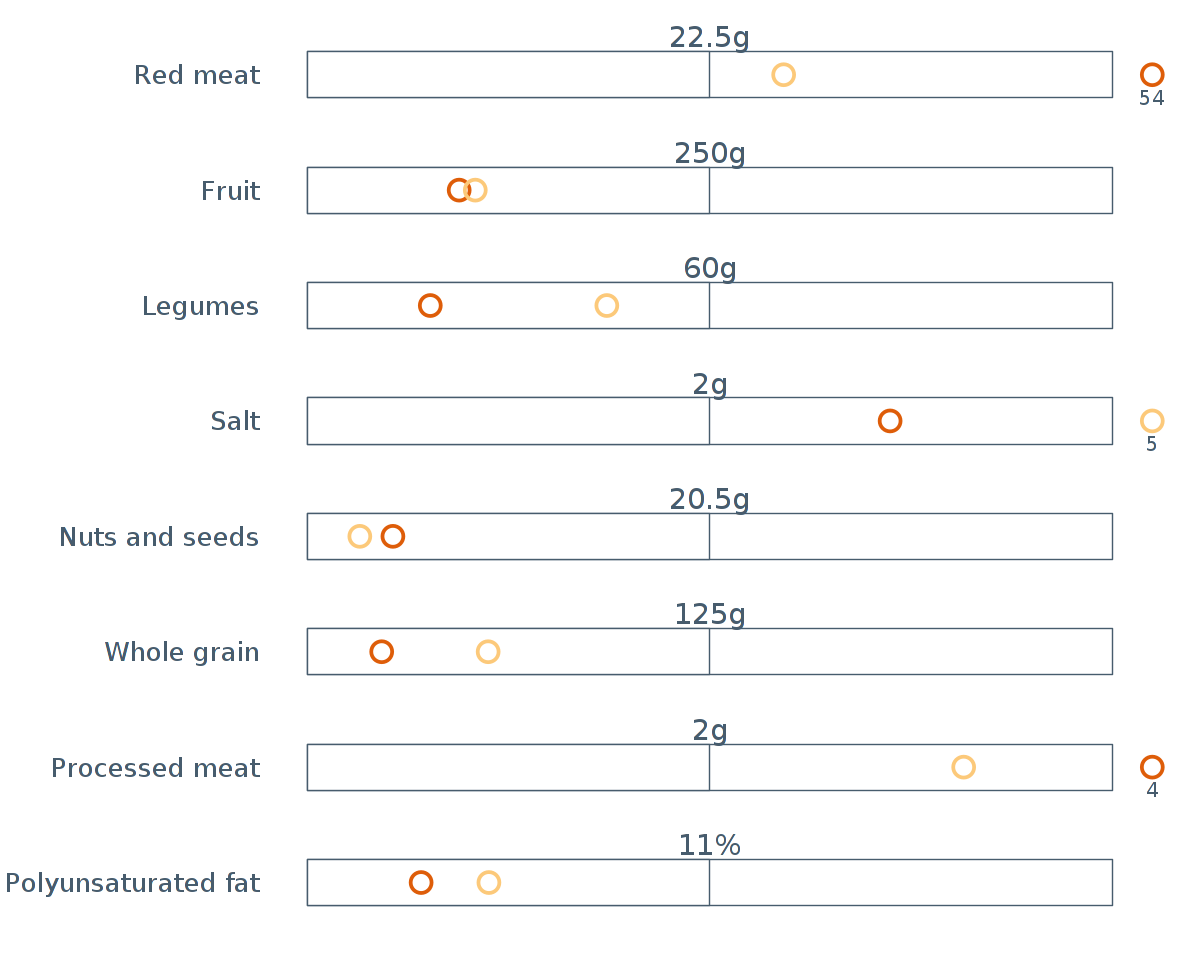 22.5g
Red meat
54
250g
Fruit
60g
Legumes
2g
Salt
5
20.5g
Nuts and seeds
125g
Whole grain
2g
Processed meat
4
11%
Polyunsaturated fat